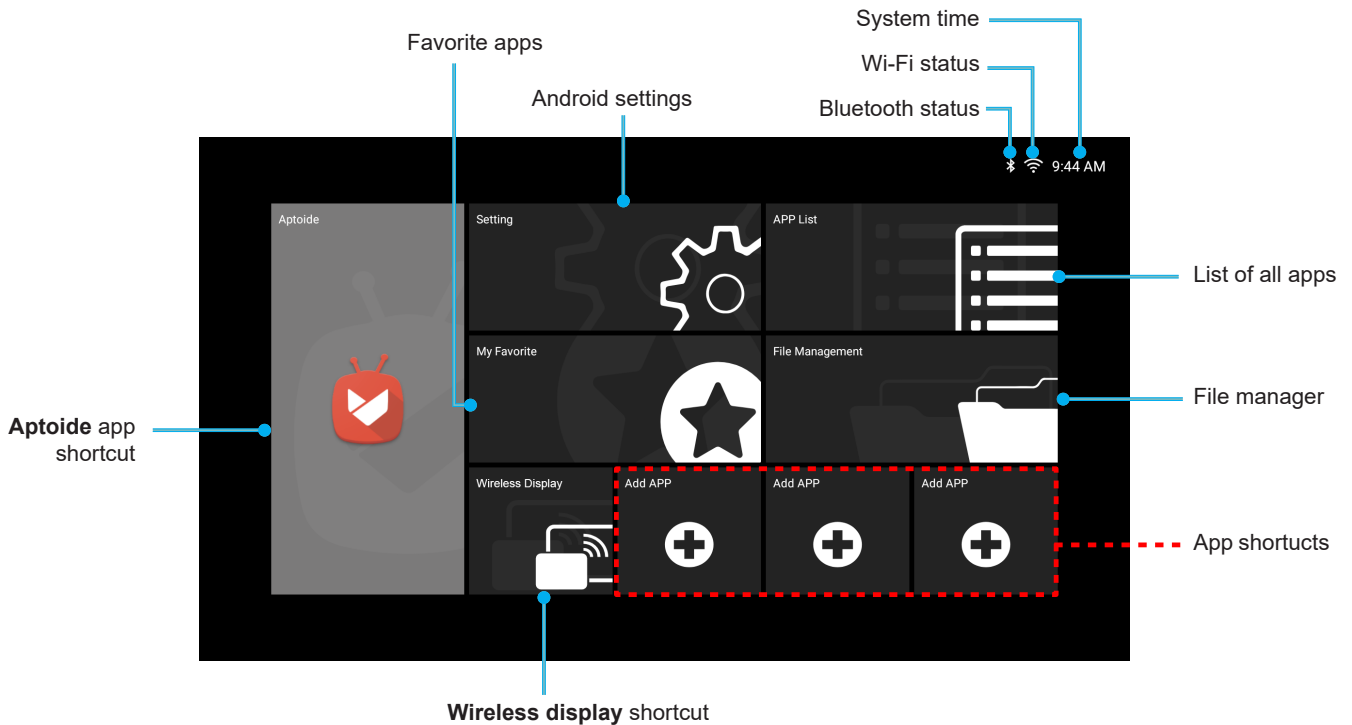 System time
Favorite apps
Wi-Fi status
Android settings
Bluetooth status
9:44 AM
Aptoide
Setting
APP List
List of all apps
My Favorite
File Management
File manager
Aptoide app
shortcut
Wireless Display
Add APP
Add APP
Add APP
App shortucts
Wireless display shortcut